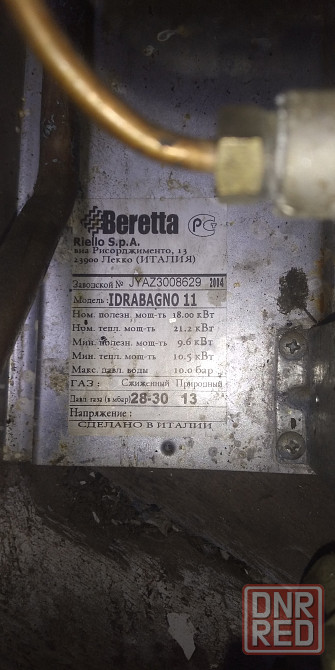 Beretta
Riello S.p.A.
виа Рисорджименто, 13
23900 Лекко (ИТАЛИЯ)
Заводской № JYAZ3008629 2004
Модель: IDRABAGNO 11
Ном. полезн. мощ-ть 18.00 кВт
Ном. тепл. мощ-ть 21.2 кВт
Мин. полезн. мощ-ть 9.6 кВт
Мин. тепл. мощ-ть 10.5 кВт
Макс. давл. воды 10.0 бар
ГАЗ: Сжиженный Природный
Давл. газа (в мбар) 28-30 13
Напряжение:
СДЕЛАНО В ИТАЛИИ
DNR
RED